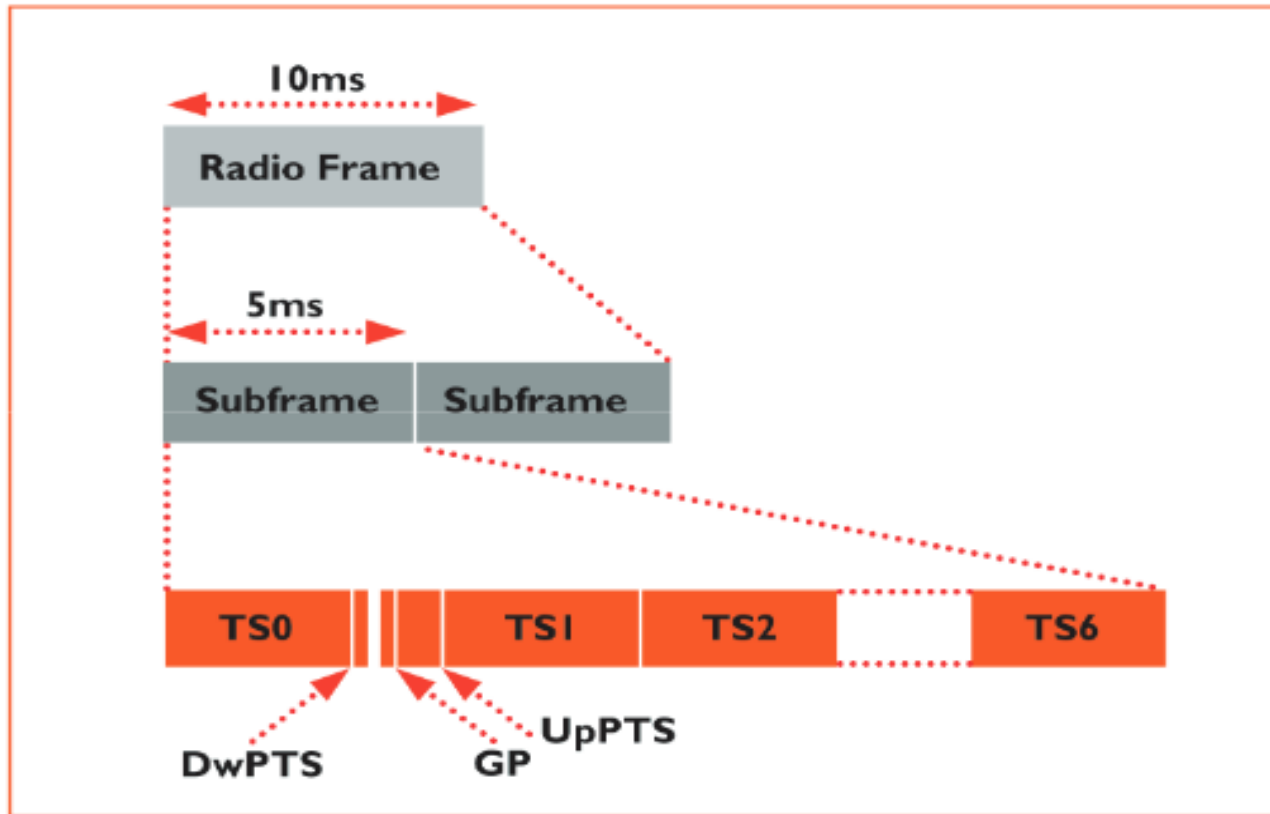 10ms
Radio Frame
5ms
Subframe Subframe
TS0 TS1 TS2 TS6
UpPTS
DwPTS GP